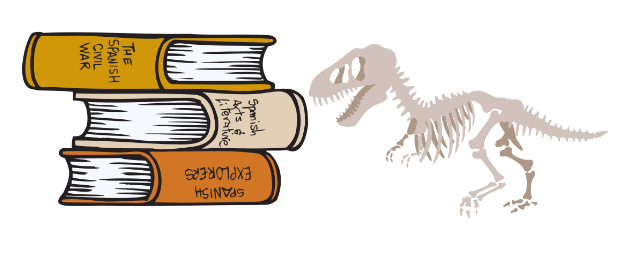 THE
SPANISH
CIVIL
WAR
Spanish
Arts &
Literature
SPANISH
EXPLORERS